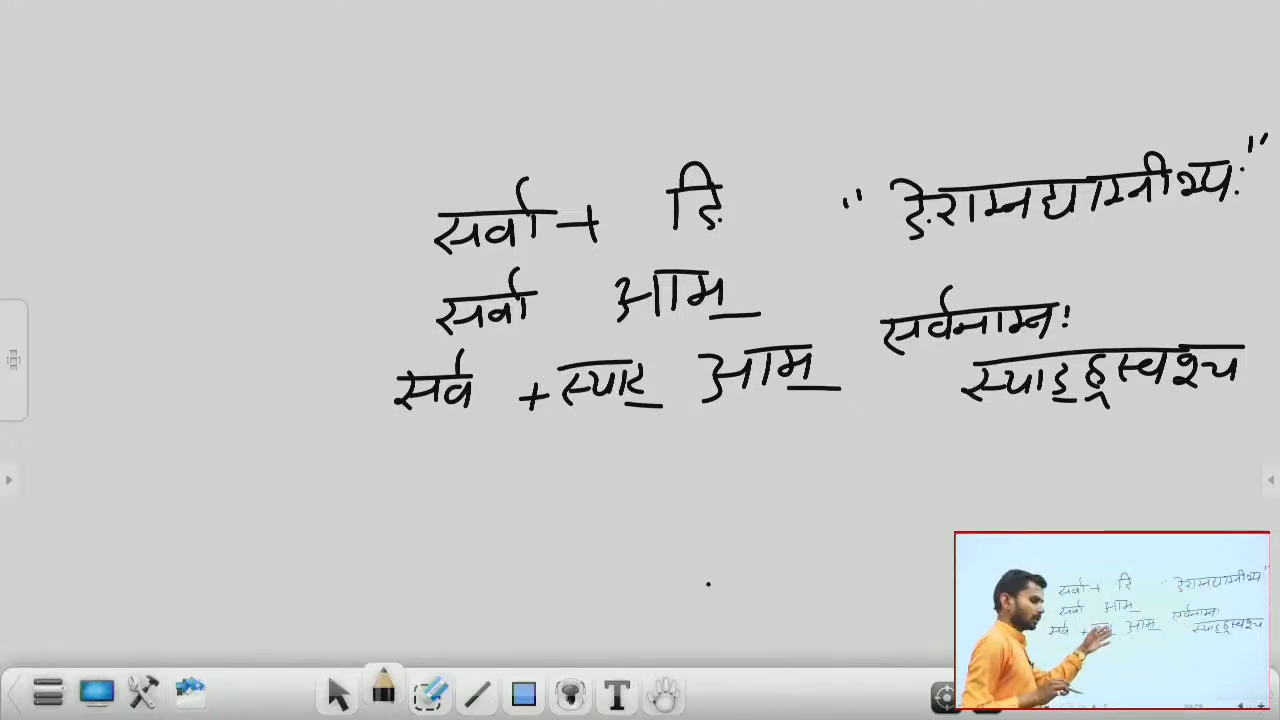 सर्वा + ङि "ङेराम्नद्याम्नीभ्यः"
सर्वा आम्
सर्वनाम्नः
सर्व + स्याट् आम् स्याड्ढ्रस्वश्च